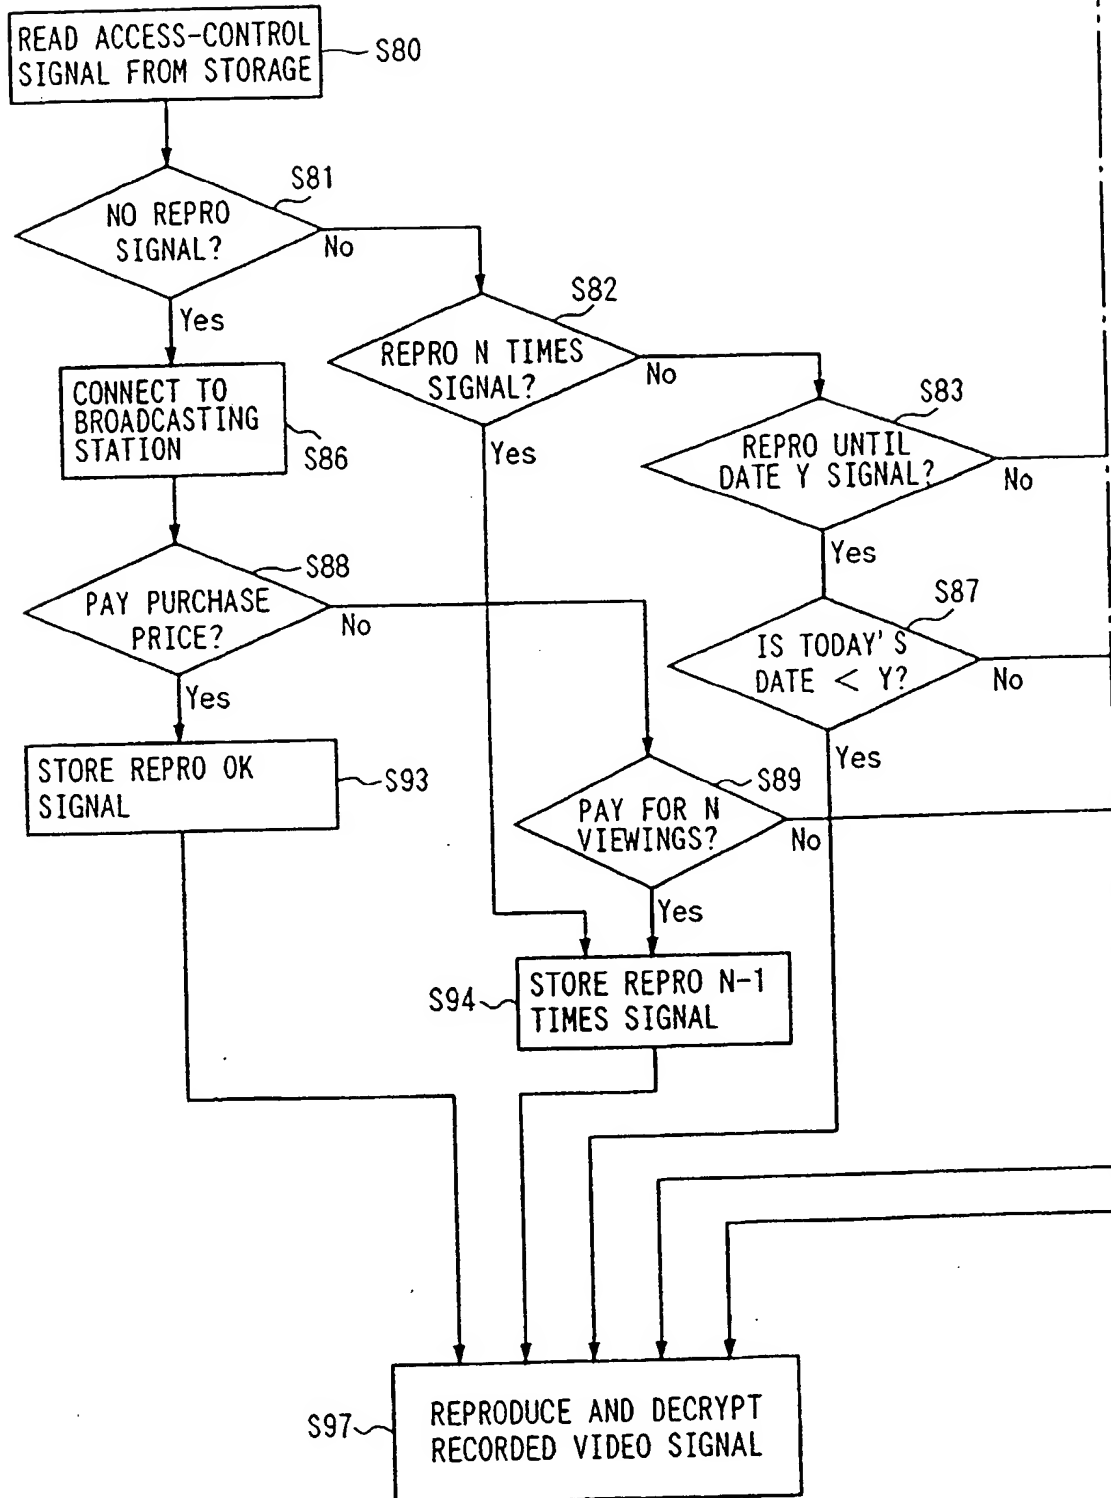 READ ACCESS-CONTROL
SIGNAL FROM STORAGE
S80
NO REPRO
SIGNAL?
S81
No
Yes
REPRO N TIMES
SIGNAL?
S82
No
Yes
CONNECT TO
BROADCASTING
STATION
S86
REPRO UNTIL
DATE Y SIGNAL?
S83
No
Yes
PAY PURCHASE
PRICE?
S88
No
Yes
IS TODAY'S
DATE < Y?
S87
No
Yes
STORE REPRO OK
SIGNAL
S93
PAY FOR N
VIEWINGS?
S89
No
Yes
STORE REPRO N-1
TIMES SIGNAL
S94
REPRODUCE AND DECRYPT
RECORDED VIDEO SIGNAL
S97